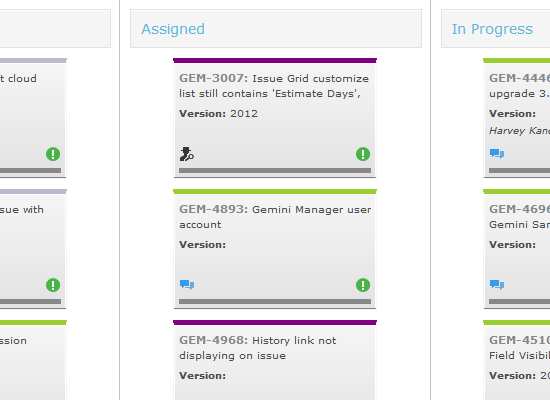 Assigned
In Progress
t cloud
sue with
ssion
GEM-3007: Issue Grid customize
list still contains 'Estimate Days',
Version: 2012
GEM-4893: Gemini Manager user
account
Version:
GEM-4968: History link not
displaying on issue
Version:
GEM-4446
upgrade 3.
Version:
Harvey Kand
GEM-4696
Gemini Sam
Version:
GEM-4510
Field Visibil
Version: 20